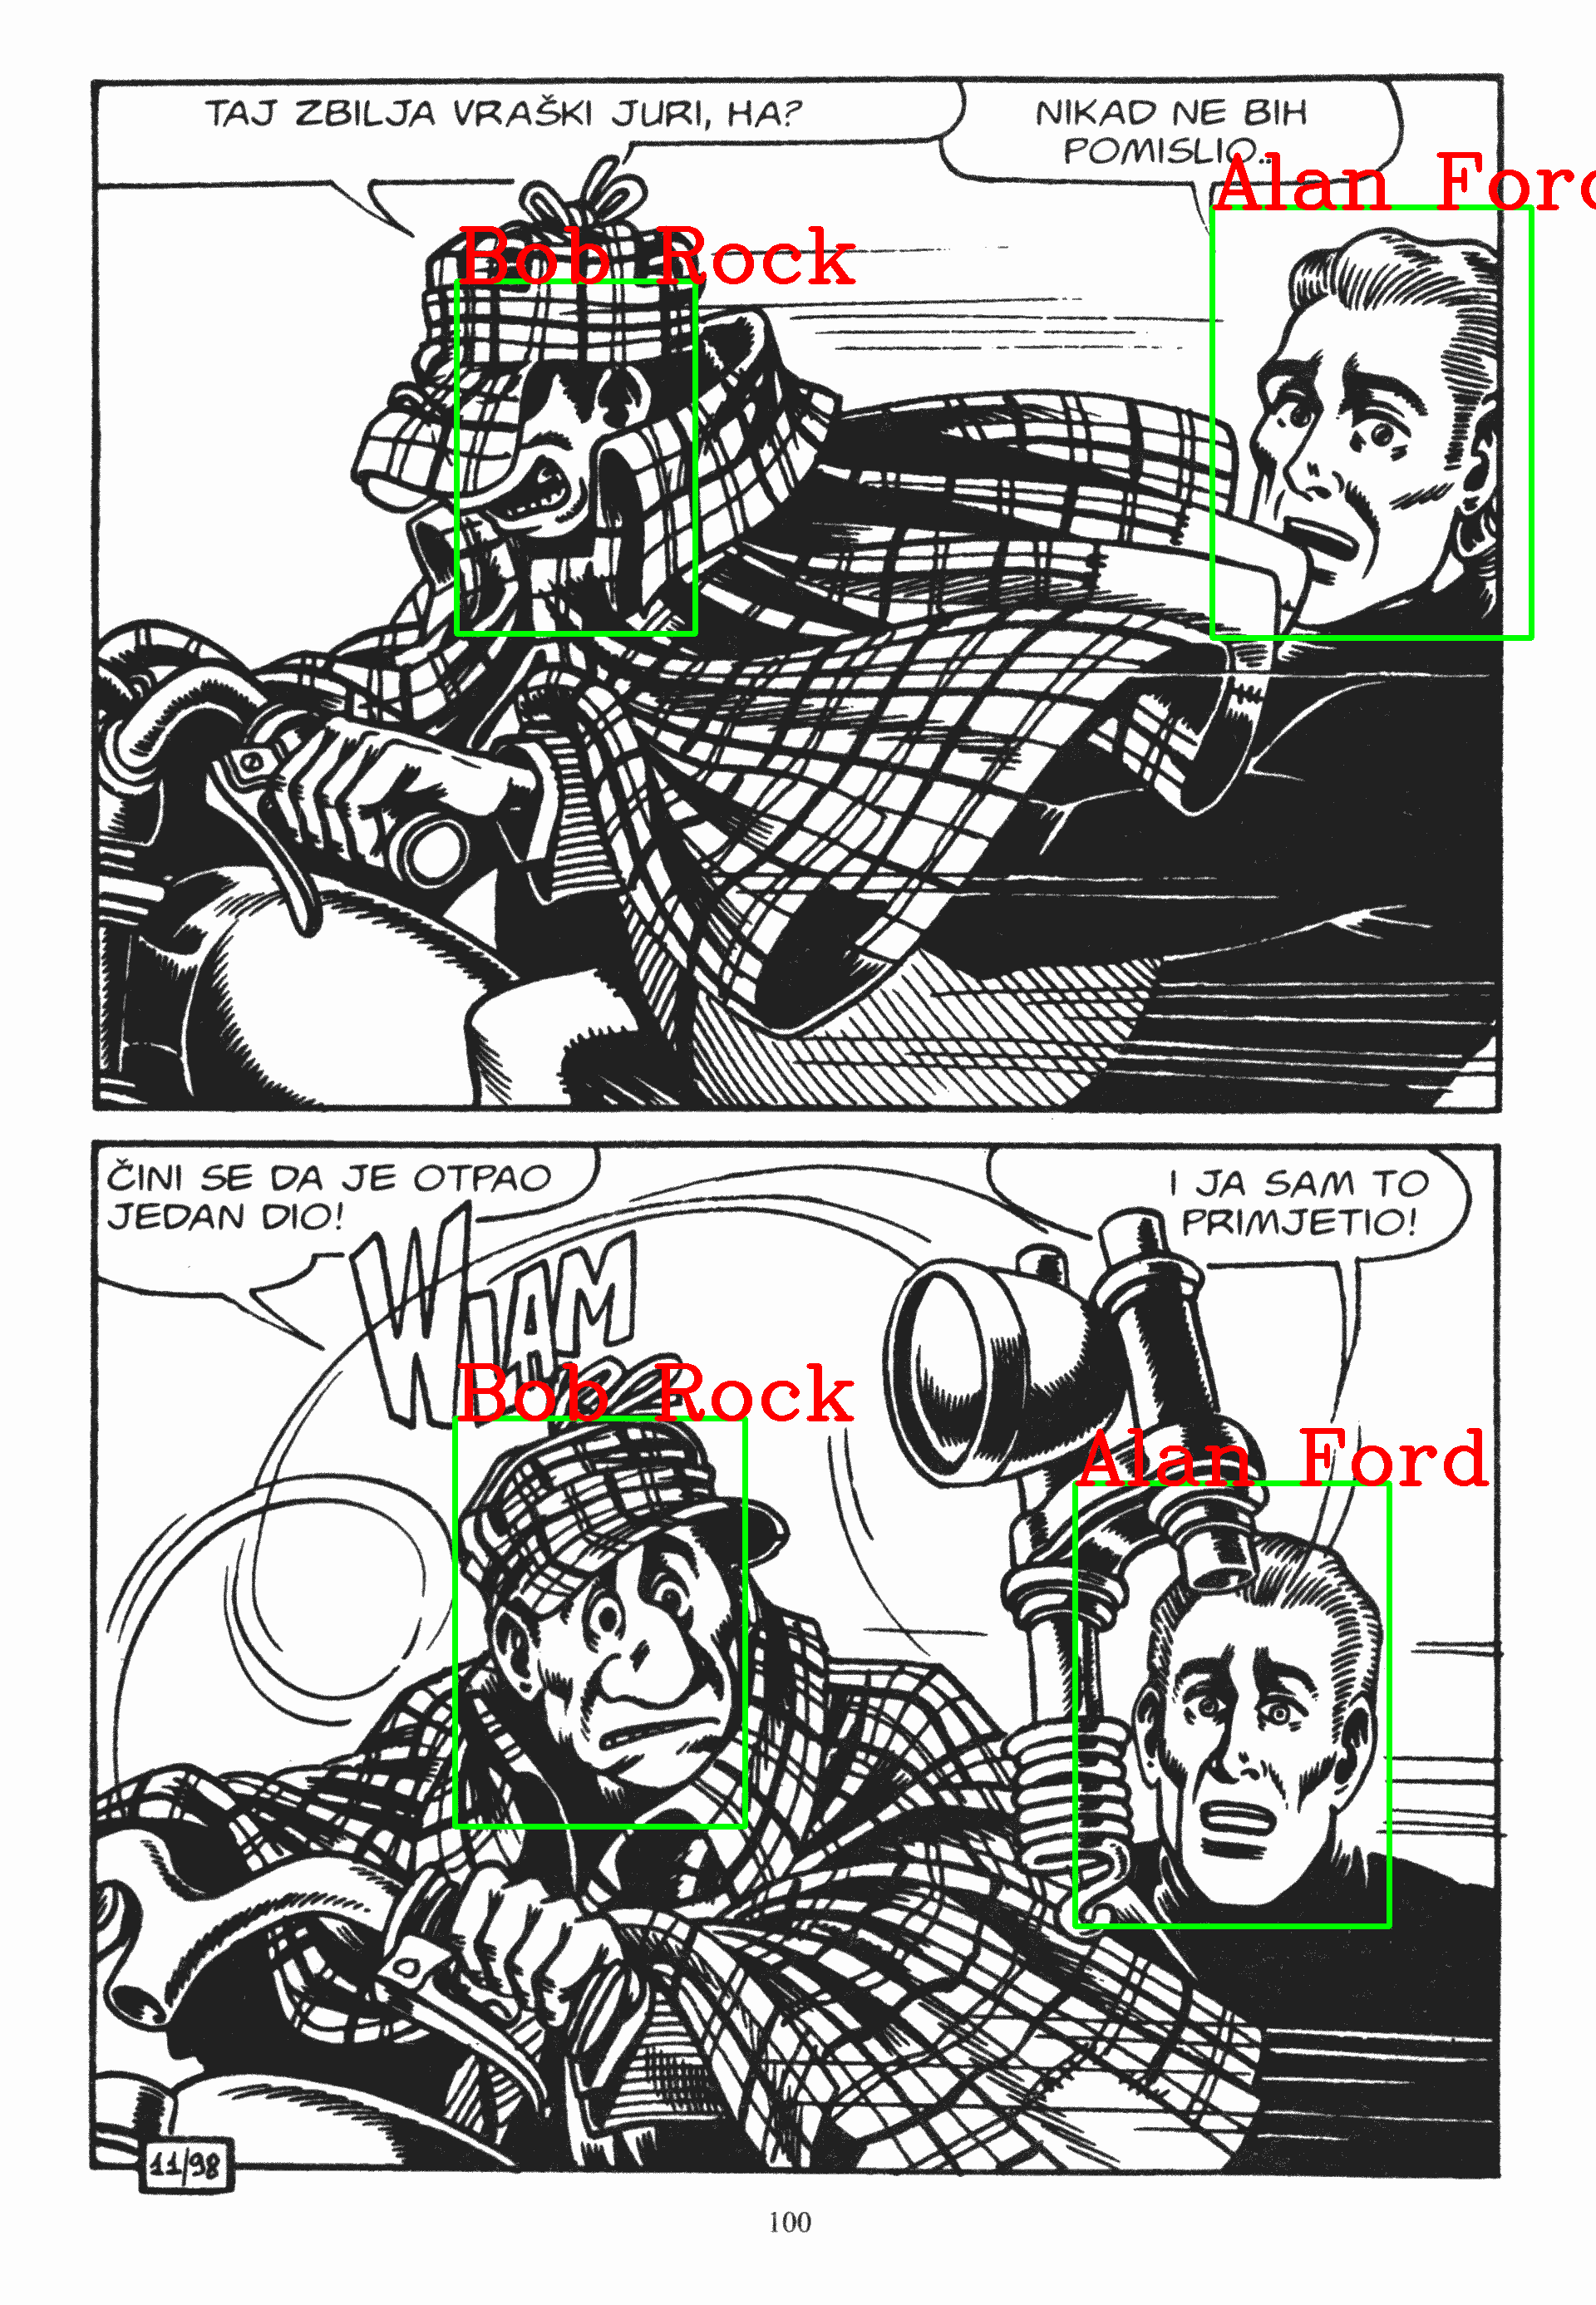 TAJ ZBILJA VRAŠKI JURI, HA?
NIKAD NE BIH
POMISLIO..
Alan Ford
Bob Rock
ČINI SE DA JE OTPAO
JEDAN DIO!
I JA SAM TO
PRIMJETIO!
Bob Rock
Alan Ford
11/98
100